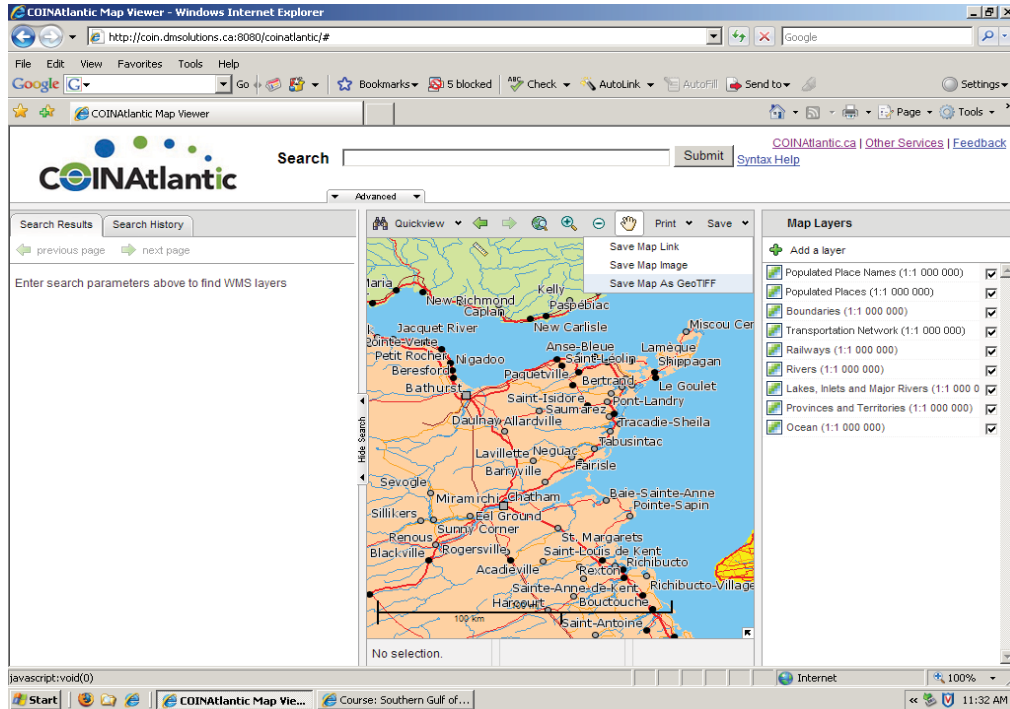 COINAtlantic Map Viewer - Windows Internet Explorer
http://coin.dmsolutions.ca:8080/coinatlantic/#
Google
File Edit View Favorites Tools Help
Google G Go Bookmarks 5 blocked ABC Check AutoLink AutoFill Send to Settings
COINAtlantic Map Viewer
Page Tools
COINAtlantic
Search
Submit
Syntax Help
COINAtlantic.ca | Other Services | Feedback
Advanced
Search Results Search History
previous page next page
Enter search parameters above to find WMS layers
Hide Search
Quickview Print Save
Save Map Link
Save Map Image
Save Map As GeoTIFF
Maria
Kelly
New-Richmond
Caplan
Paspébiac
Jacquet River
New Carlisle
Miscou Cen
Pointe-Verte
Anse-Bleue
Lamèque
Petit Rocher
Nigadoo
Saint-Léolin
Shippagan
Beresford
Paquetville
Bertrand
Bathurst
Le Goulet
Saint-Isidore
Pont-Landry
Saumarez
Daulnay
Allardville
Tracadie-Sheila
Tabusintac
Lavillette
Neguac
Barryville
Fairisle
Sevogle
Miramichi
Chatham
Baie-Sainte-Anne
Pointe-Sapin
Sillikers
Eel Ground
Sunny Corner
Renous
St. Margarets
Blackville
Rogersville
Saint-Louis de Kent
Richibucto
Acadieville
Rexton
Sainte-Anne-de-Kent
Richibucto-Village
Harcourt
Bouctouche
100 km
Saint-Antoine
No selection.
Map Layers
Add a layer
Populated Place Names (1:1 000 000)
Populated Places (1:1 000 000)
Boundaries (1:1 000 000)
Transportation Network (1:1 000 000)
Railways (1:1 000 000)
Rivers (1:1 000 000)
Lakes, Inlets and Major Rivers (1:1 000 0
Provinces and Territories (1:1 000 000)
Ocean (1:1 000 000)
javascript:void(0)
Internet
100%
Start
COINAtlantic Map Vie...
Course: Southern Gulf of...
11:32 AM